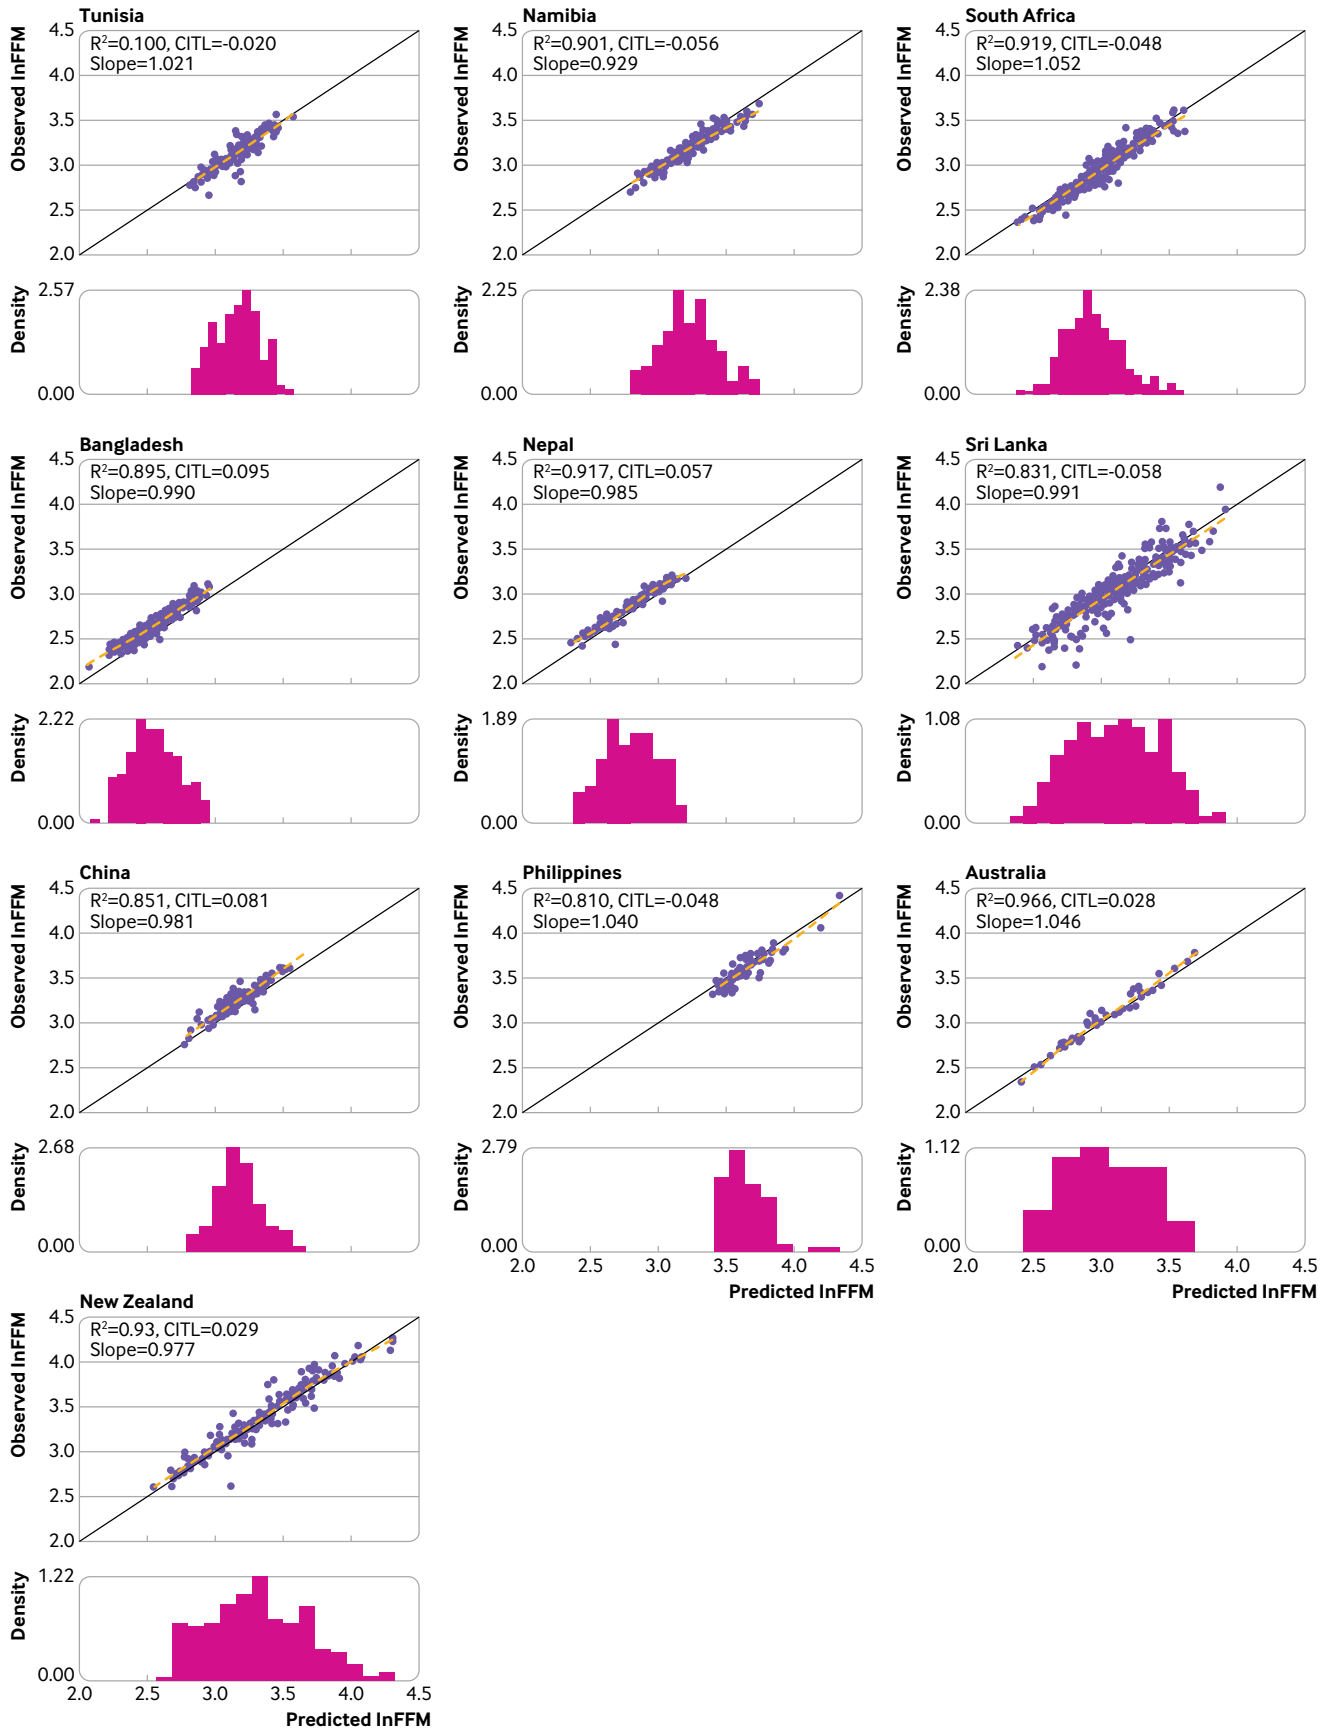 Tunisia
Observed lnFFM
4.5
4.0
3.5
3.0
2.5
2.0
R²=0.100, CITL=-0.020
Slope=1.021
Density
2.57
0.00
Namibia
Observed lnFFM
4.5
4.0
3.5
3.0
2.5
2.0
R²=0.901, CITL=-0.056
Slope=0.929
Density
2.25
0.00
South Africa
Observed lnFFM
4.5
4.0
3.5
3.0
2.5
2.0
R²=0.919, CITL=-0.048
Slope=1.052
Density
2.38
0.00
Bangladesh
Observed lnFFM
4.5
4.0
3.5
3.0
2.5
2.0
R²=0.895, CITL=0.095
Slope=0.990
Density
2.22
0.00
Nepal
Observed lnFFM
4.5
4.0
3.5
3.0
2.5
2.0
R²=0.917, CITL=0.057
Slope=0.985
Density
1.89
0.00
Sri Lanka
Observed lnFFM
4.5
4.0
3.5
3.0
2.5
2.0
R²=0.831, CITL=-0.058
Slope=0.991
Density
1.08
0.00
China
Observed lnFFM
4.5
4.0
3.5
3.0
2.5
2.0
R²=0.851, CITL=0.081
Slope=0.981
Density
2.68
0.00
Philippines
Observed lnFFM
4.5
4.0
3.5
3.0
2.5
2.0
R²=0.810, CITL=-0.048
Slope=1.040
Density
2.79
0.00
2.0 2.5 3.0 3.5 4.0 4.5
Predicted lnFFM
Australia
Observed lnFFM
4.5
4.0
3.5
3.0
2.5
2.0
R²=0.966, CITL=0.028
Slope=1.046
Density
1.12
0.00
2.0 2.5 3.0 3.5 4.0 4.5
Predicted lnFFM
New Zealand
Observed lnFFM
4.5
4.0
3.5
3.0
2.5
2.0
R²=0.93, CITL=0.029
Slope=0.977
Density
1.22
0.00
2.0 2.5 3.0 3.5 4.0 4.5
Predicted lnFFM